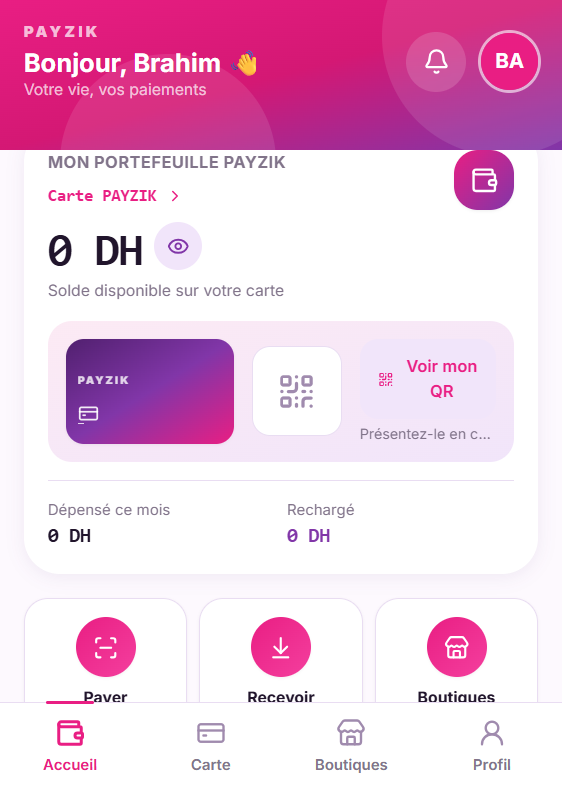 PAYZIK
Bonjour, Brahim 👋
Votre vie, vos paiements
BA
MON PORTEFEUILLE PAYZIK
Carte PAYZIK
0 DH
Solde disponible sur votre carte
PAYZIK
Voir mon
QR
Présentez-le en c...
Dépensé ce mois
Rechargé
0 DH
0 DH
Payer
Recevoir
Boutiques
Accueil
Carte
Boutiques
Profil